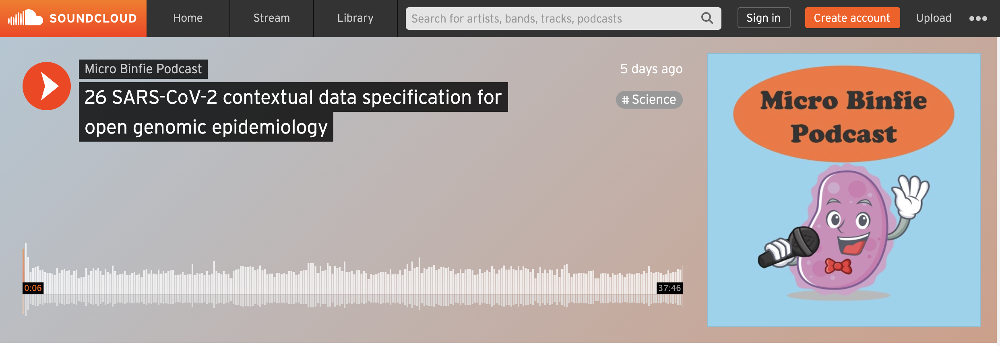 SOUNDCLOUD
Home
Stream
Library
Search for artists, bands, tracks, podcasts
Sign in
Create account
Upload
Micro Binfie Podcast
5 days ago
26 SARS-CoV-2 contextual data specification for
open genomic epidemiology
# Science
0:06
37:46
Micro Binfie
Podcast